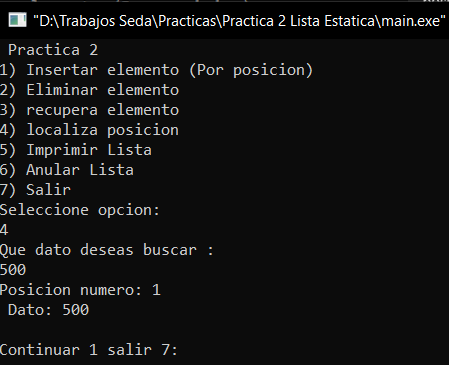 "D:\Trabajos Seda\Practicas\Practica 2 Lista Estatica\main.exe"
Practica 2
1) Insertar elemento (Por posicion)
2) Eliminar elemento
3) recupera elemento
4) localiza posicion
5) Imprimir Lista
6) Anular Lista
7) Salir
Seleccione opcion:
4
Que dato deseas buscar :
500
Posicion numero: 1
Dato: 500
Continuar 1 salir 7: